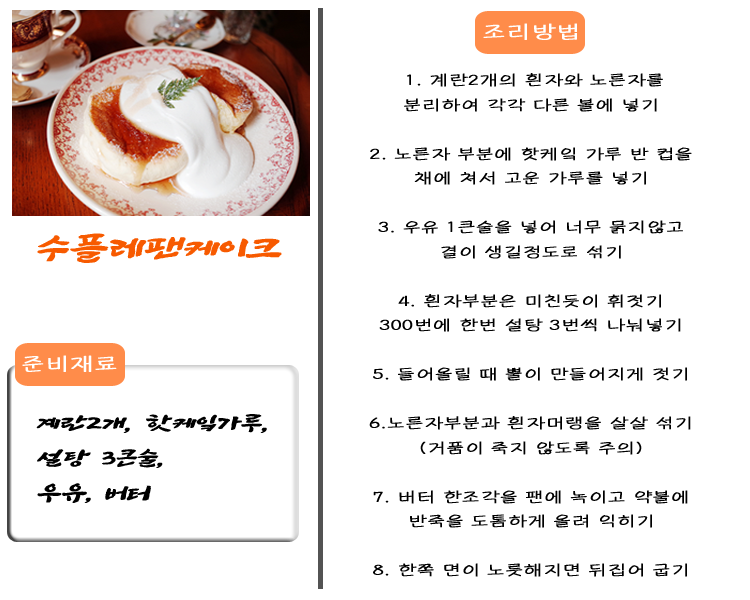 수플레팬케이크
준비재료
계란2개, 핫케잌가루,
설탕 3큰술,
우유, 버터
조리방법
1. 계란2개의 흰자와 노른자를
분리하여 각각 다른 볼에 넣기
2. 노른자 부분에 핫케잌 가루 반 컵을
채에 쳐서 고운 가루를 넣기
3. 우유 1큰술을 넣어 너무 묽지않고
결이 생길정도로 섞기
4. 흰자부분은 미친듯이 휘젓기
300번에 한번 설탕 3번씩 나눠넣기
5. 들어올릴 때 뿔이 만들어지게 젓기
6.노른자부분과 흰자머랭을 살살 섞기
(거품이 죽지 않도록 주의)
7. 버터 한조각을 팬에 녹이고 약불에
반죽을 도톰하게 올려 익히기
8. 한쪽 면이 노릇해지면 뒤집어 굽기